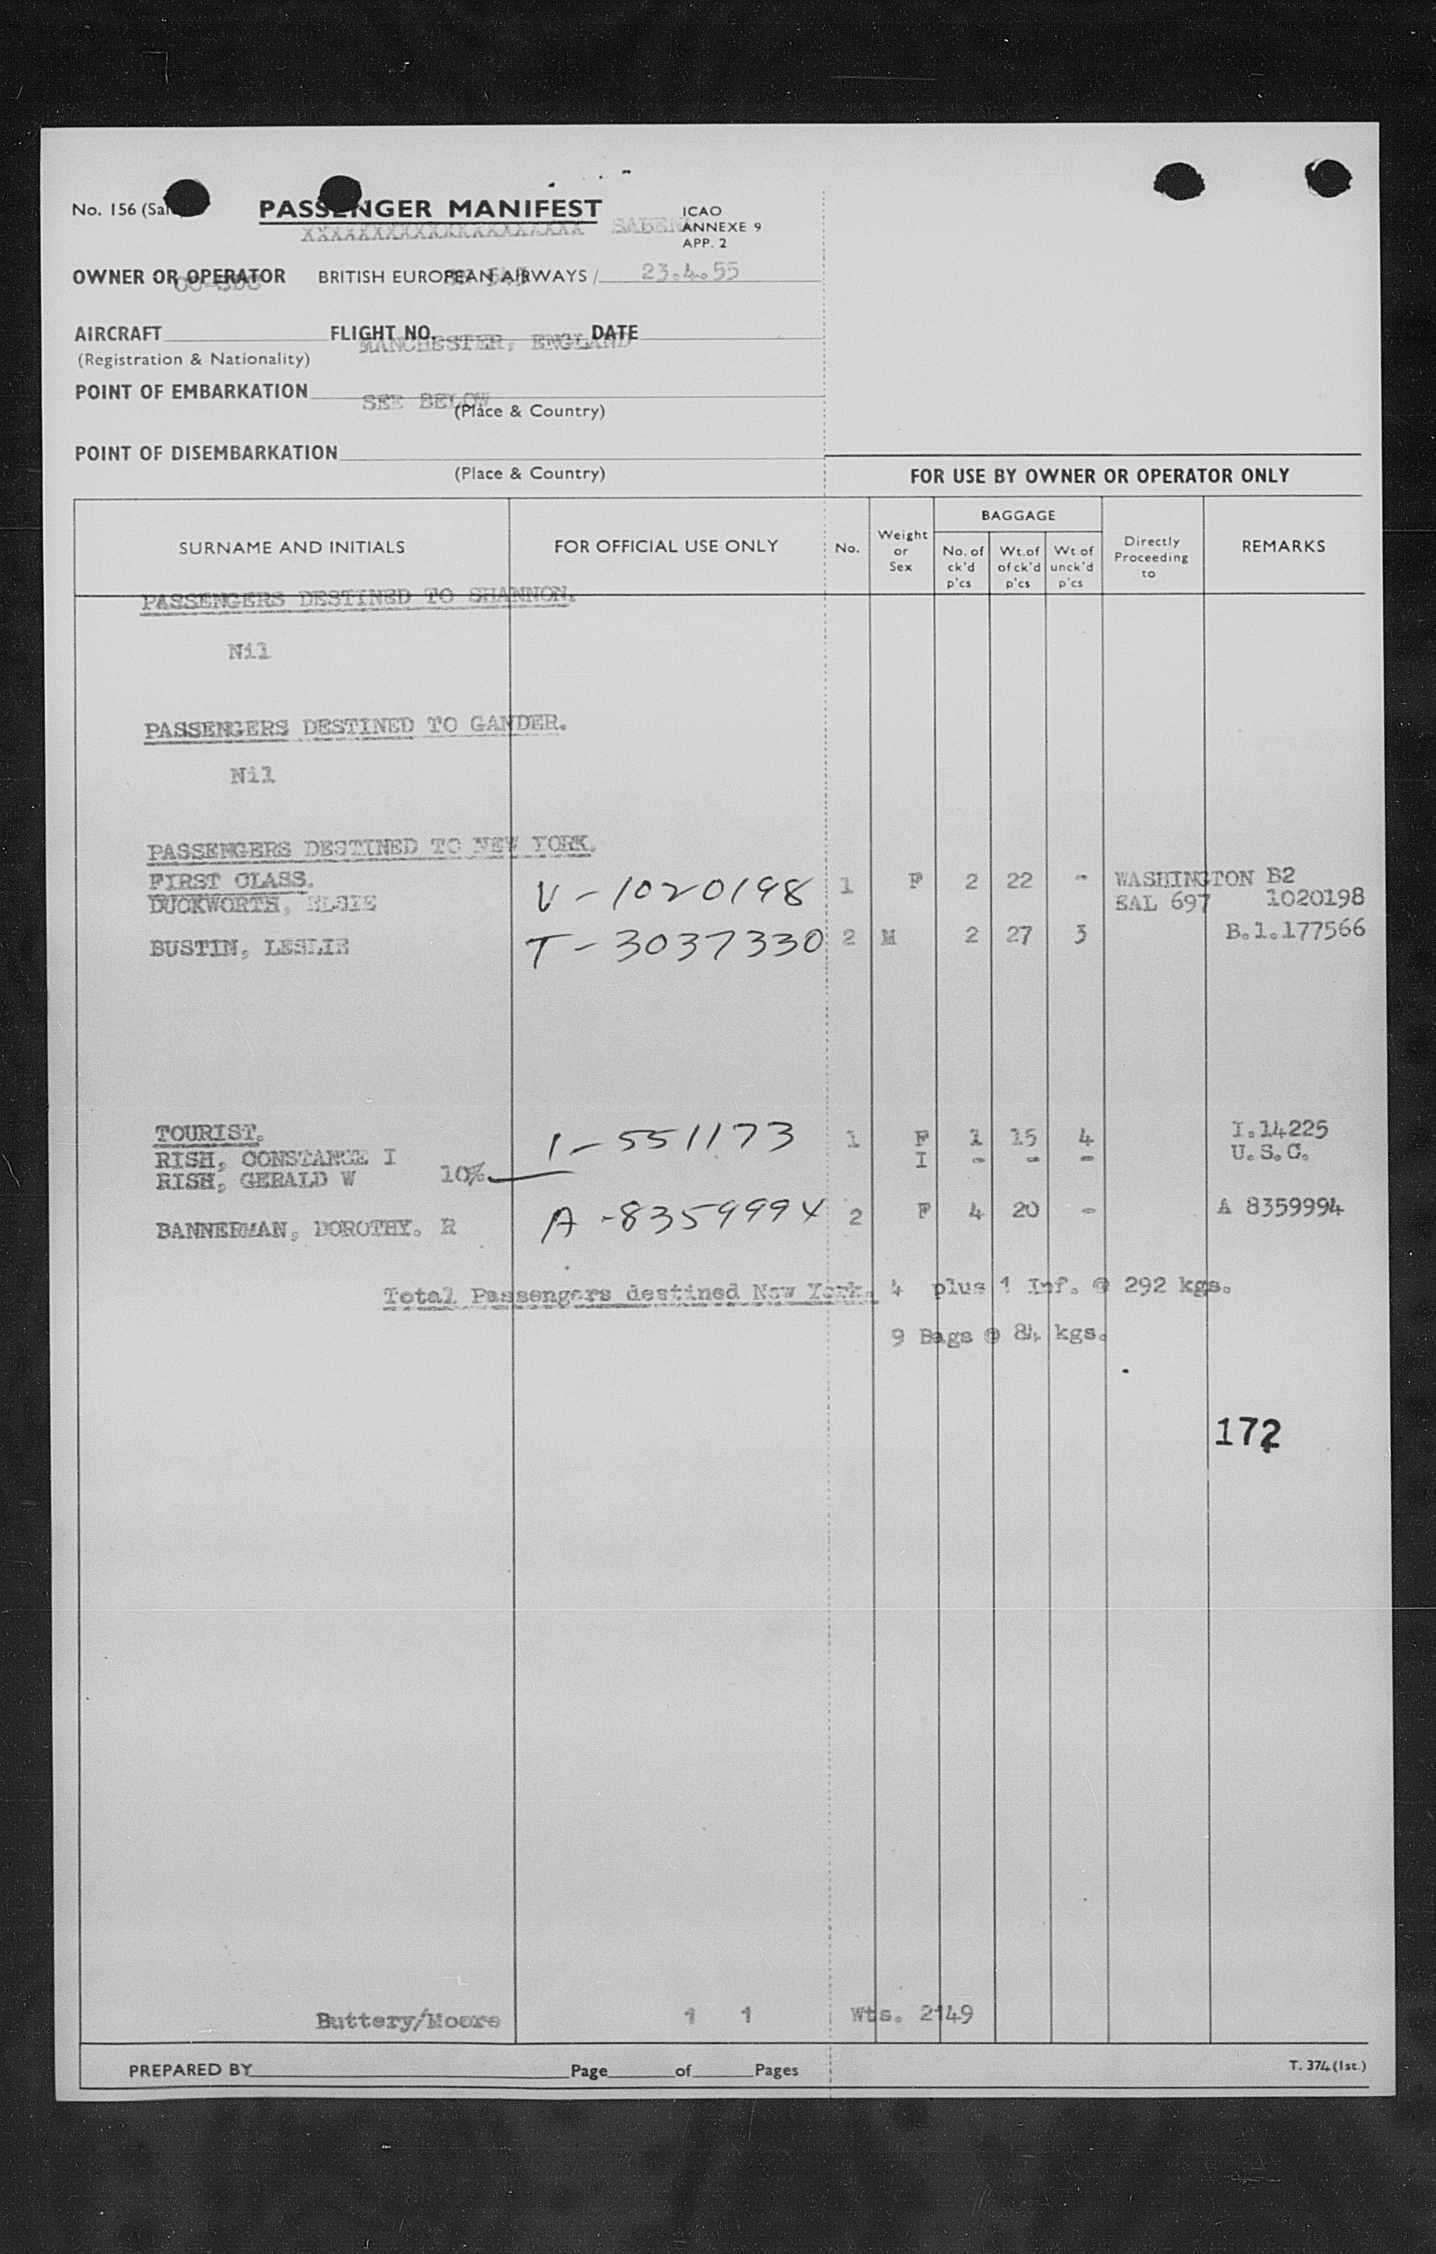 No. 156 (Sal
PASSENGER MANIFEST
ICAO
ANNEXE 9
APP. 2
XXXXXXXXXXXXXXXXXXXX SABENA
OWNER OR OPERATOR BRITISH EUROPEAN AIRWAYS / 23.4.55
AIRCRAFT FLIGHT NO. DATE
(Registration & Nationality)
MANCHESTER, ENGLAND
POINT OF EMBARKATION
SEE BELOW
(Place & Country)
POINT OF DISEMBARKATION
(Place & Country)
FOR USE BY OWNER OR OPERATOR ONLY
SURNAME AND INITIALS FOR OFFICIAL USE ONLY No. Weight or Sex BAGGAGE No. of ck'd p'cs Wt. of ck'd p'cs Wt of unck'd p'cs Directly Proceeding to REMARKS
PASSENGERS DESTINED TO SHANNON.
Nil
PASSENGERS DESTINED TO GANDER.
Nil
PASSENGERS DESTINED TO NEW YORK.
FIRST CLASS.
DUCKWORTH, ELSIE V-1020198 1 F 2 22 - WASHINGTON B2
SAL 697 1020198
BUSTIN, LESLIE T-3037330 2 M 2 27 3 B.1.177566
TOURIST.
RISH, CONSTANCE I 1-551173 1 F 1 15 4 I.14225
RISH, GERALD W 10% I - - - U.S.C.
BANNERMAN, DOROTHY. R A-8359994 2 F 4 20 - A 8359994
Total Passengers destined New York. 4 plus 1 Inf. @ 292 kgs.
9 Bags @ 84 kgs.
172
Buttery/Moore 1 1 Wts. 2149
PREPARED BY Page of Pages T. 374 (1st.)